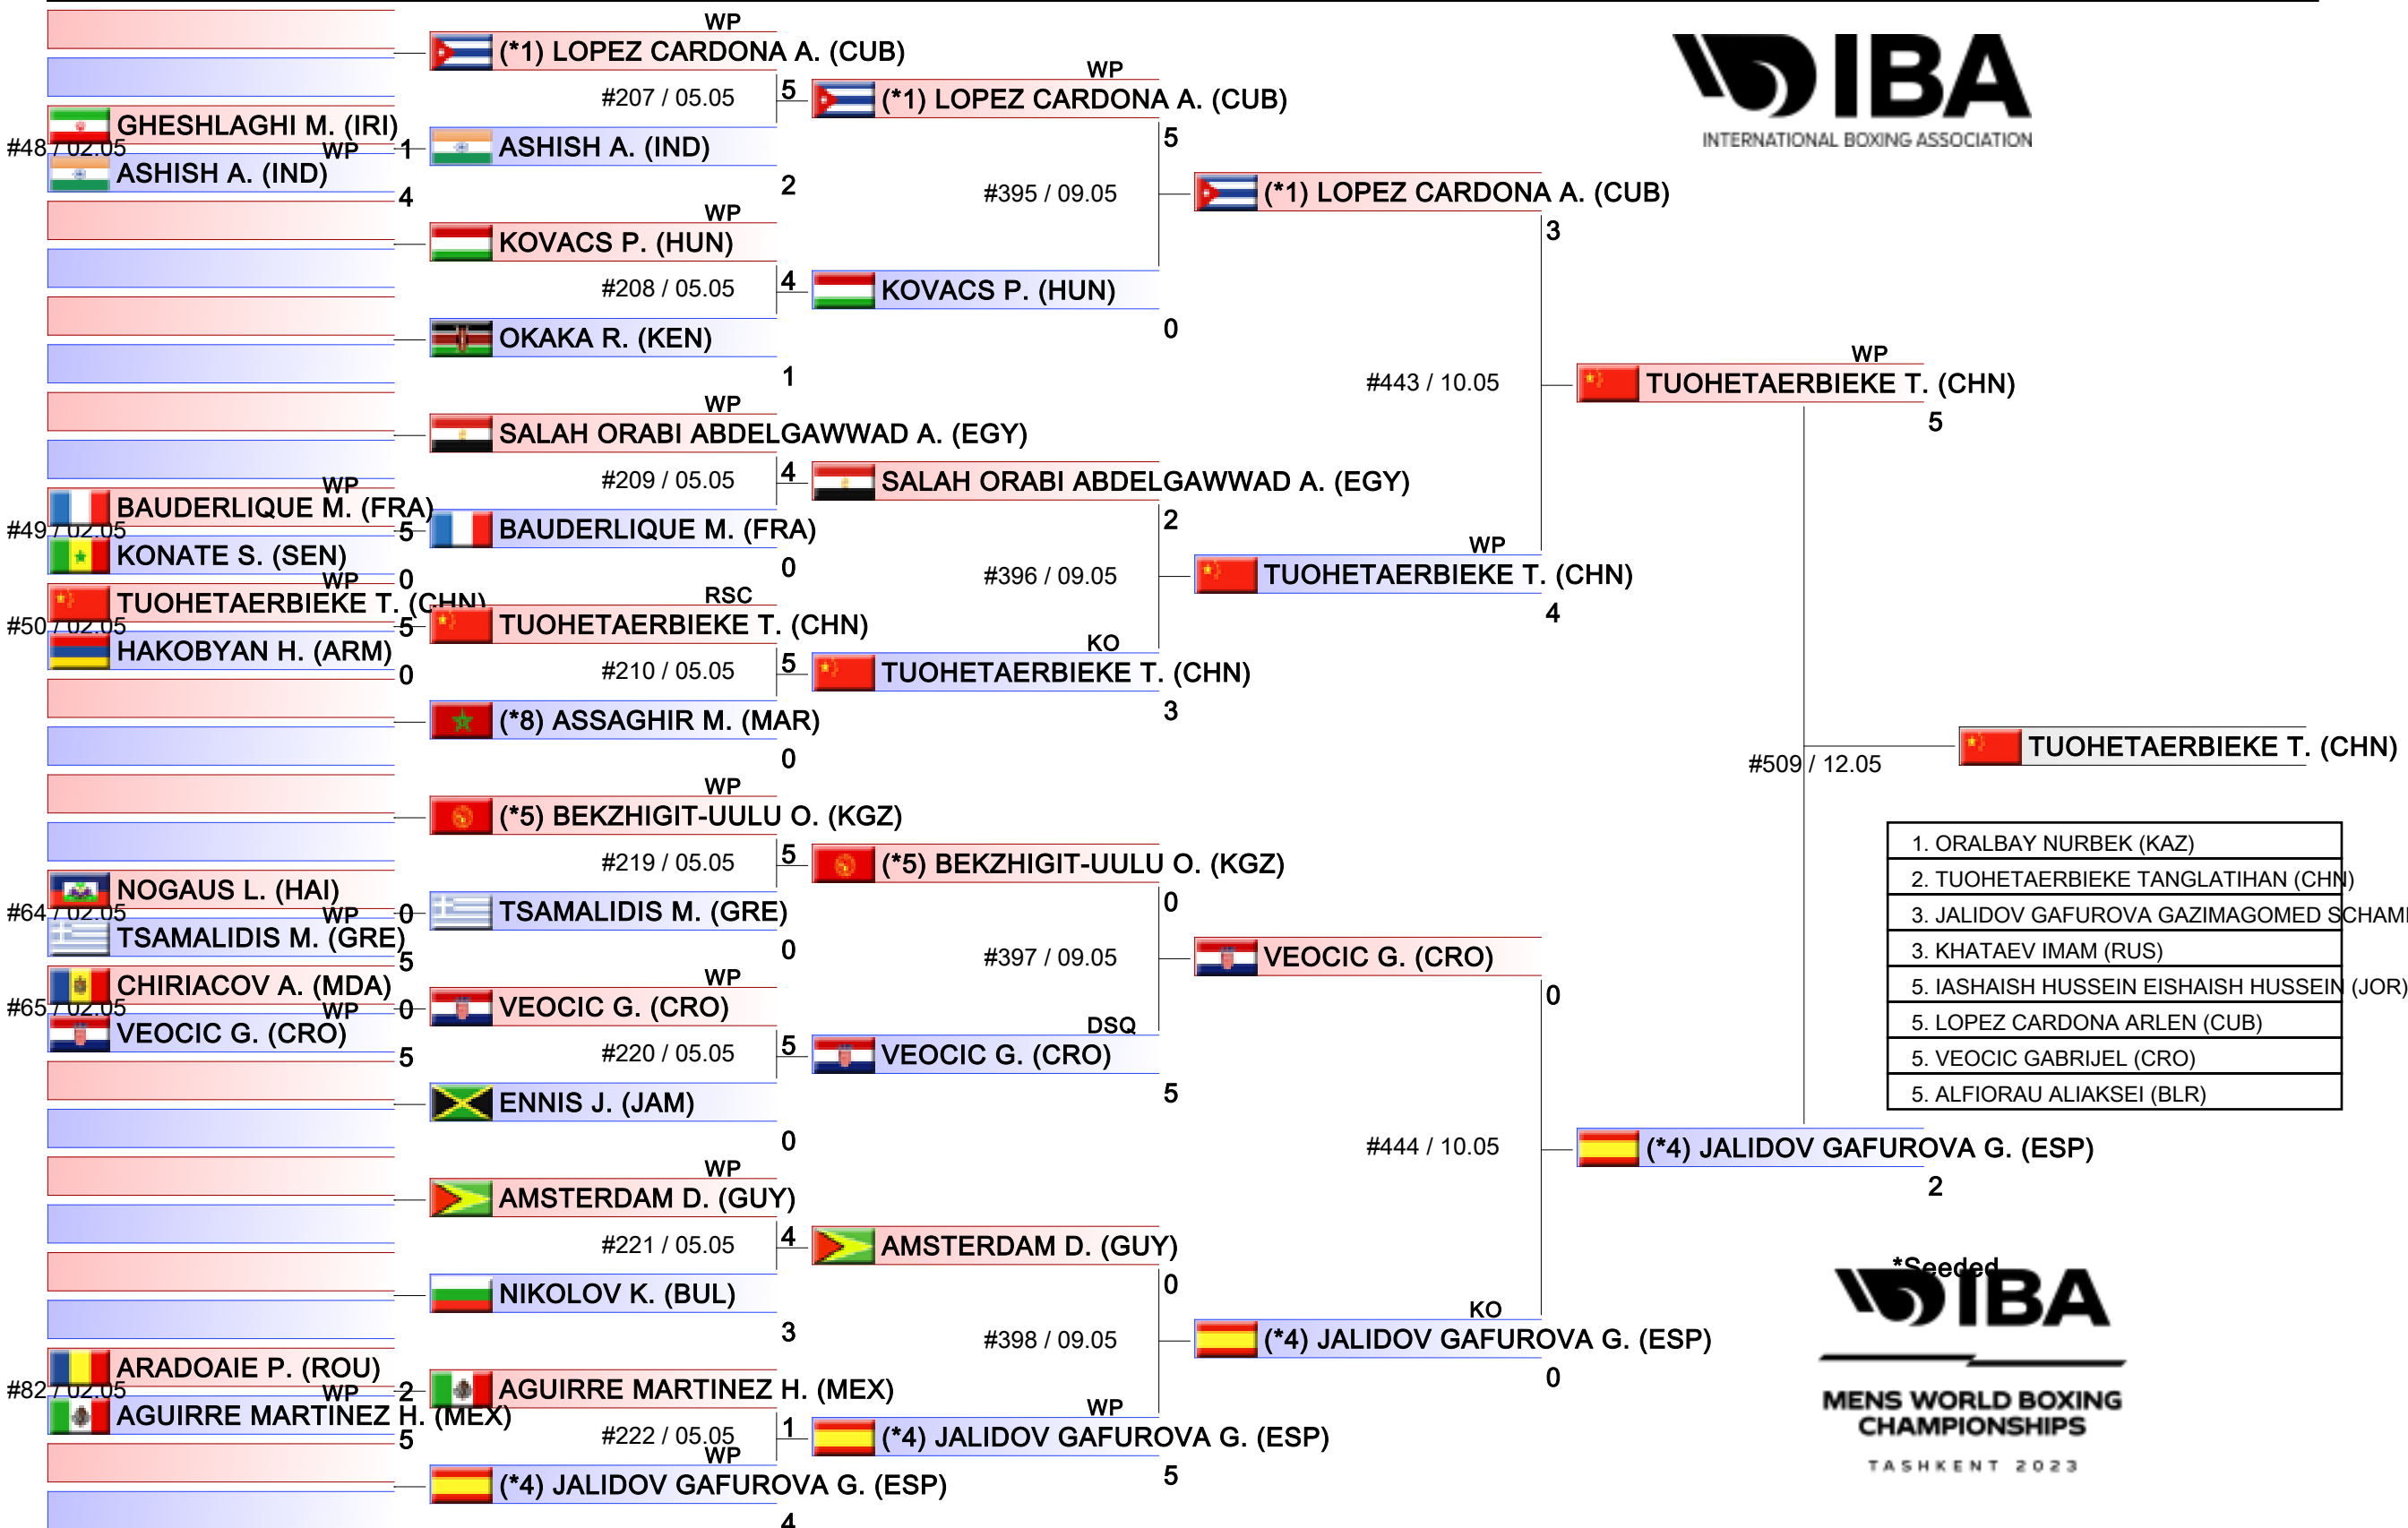 WP
(*1) LOPEZ CARDONA A. (CUB)
#207 / 05.05
5
ASHISH A. (IND)
2
GHESHLAGHI M. (IRI)
#48 / 02.05
WP
1
ASHISH A. (IND)
4
WP
KOVACS P. (HUN)
#208 / 05.05
4
OKAKA R. (KEN)
1
WP
SALAH ORABI ABDELGAWWAD A. (EGY)
#209 / 05.05
4
BAUDERLIQUE M. (FRA)
0
WP
BAUDERLIQUE M. (FRA)
#49 / 02.05
5
KONATE S. (SEN)
0
WP
TUOHETAERBIEKE T. (CHN)
#50 / 02.05
5
HAKOBYAN H. (ARM)
0
RSC
TUOHETAERBIEKE T. (CHN)
#210 / 05.05
5
(*8) ASSAGHIR M. (MAR)
0
WP
(*5) BEKZHIGIT-UULU O. (KGZ)
#219 / 05.05
5
TSAMALIDIS M. (GRE)
0
NOGAUS L. (HAI)
#64 / 02.05
WP
0
TSAMALIDIS M. (GRE)
5
CHIRIACOV A. (MDA)
#65 / 02.05
WP
0
VEOCIC G. (CRO)
5
WP
VEOCIC G. (CRO)
#220 / 05.05
5
ENNIS J. (JAM)
0
WP
AMSTERDAM D. (GUY)
#221 / 05.05
4
NIKOLOV K. (BUL)
3
ARADOAIE P. (ROU)
#82 / 02.05
WP
2
AGUIRRE MARTINEZ H. (MEX)
5
AGUIRRE MARTINEZ H. (MEX)
#222 / 05.05
1
WP
(*4) JALIDOV GAFUROVA G. (ESP)
4
WP
(*1) LOPEZ CARDONA A. (CUB)
5
#395 / 09.05
KOVACS P. (HUN)
0
SALAH ORABI ABDELGAWWAD A. (EGY)
2
#396 / 09.05
KO
TUOHETAERBIEKE T. (CHN)
3
(*5) BEKZHIGIT-UULU O. (KGZ)
0
#397 / 09.05
DSQ
VEOCIC G. (CRO)
5
AMSTERDAM D. (GUY)
0
#398 / 09.05
WP
(*4) JALIDOV GAFUROVA G. (ESP)
5
(*1) LOPEZ CARDONA A. (CUB)
3
#443 / 10.05
WP
TUOHETAERBIEKE T. (CHN)
4
VEOCIC G. (CRO)
0
#444 / 10.05
KO
(*4) JALIDOV GAFUROVA G. (ESP)
0
WP
TUOHETAERBIEKE T. (CHN)
5
#509 / 12.05
(*4) JALIDOV GAFUROVA G. (ESP)
2
TUOHETAERBIEKE T. (CHN)
IBA
INTERNATIONAL BOXING ASSOCIATION
1. ORALBAY NURBEK (KAZ)
2. TUOHETAERBIEKE TANGLATIHAN (CHN)
3. JALIDOV GAFUROVA GAZIMAGOMED
3. KHATAEV IMAM (RUS)
5. IASHAISH HUSSEIN EISHAISH HUSSEIN (JOR)
5. LOPEZ CARDONA ARLEN (CUB)
5. VEOCIC GABRIJEL (CRO)
5. ALFIORAU ALIAKSEI (BLR)
*Seeded
IBA
MENS WORLD BOXING
CHAMPIONSHIPS
TASHKENT 2023